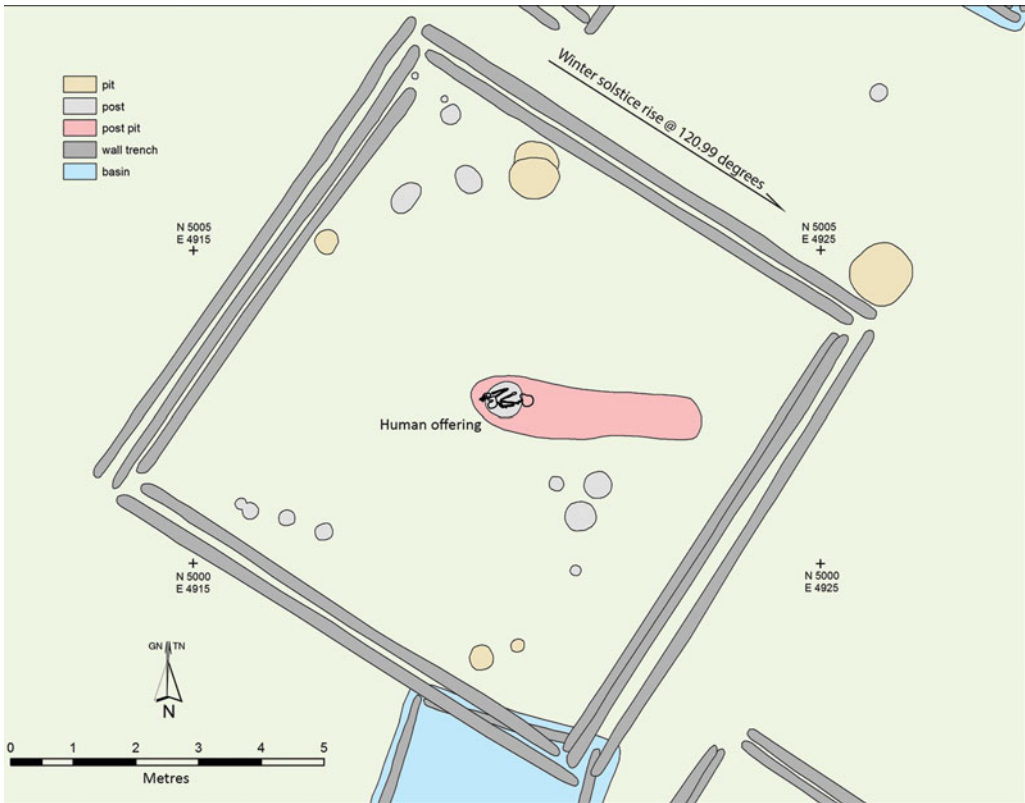 Winter solstice rise @ 120.99 degrees
pit
post
post pit
wall trench
basin
N 5005
E 4915
N 5005
E 4925
Human offering
N 5000
E 4915
N 5000
E 4925
GN TN
N
0 1 2 3 4 5
Metres